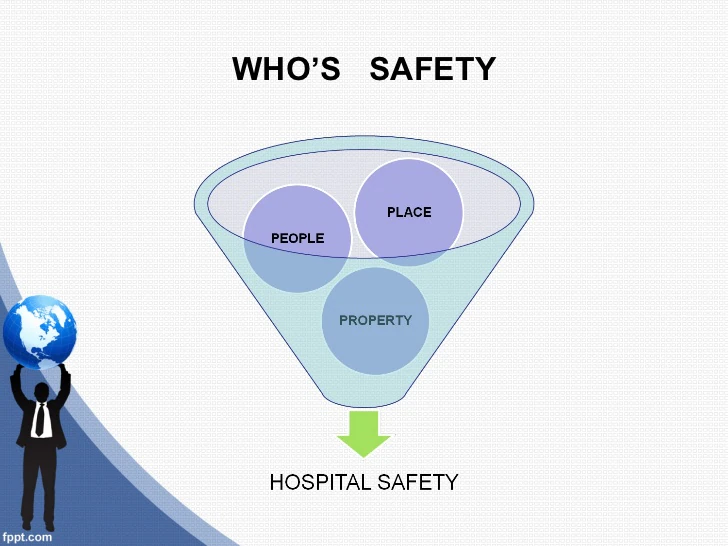 WHO’S SAFETY
PLACE
PEOPLE
PROPERTY
HOSPITAL SAFETY
fppt.com